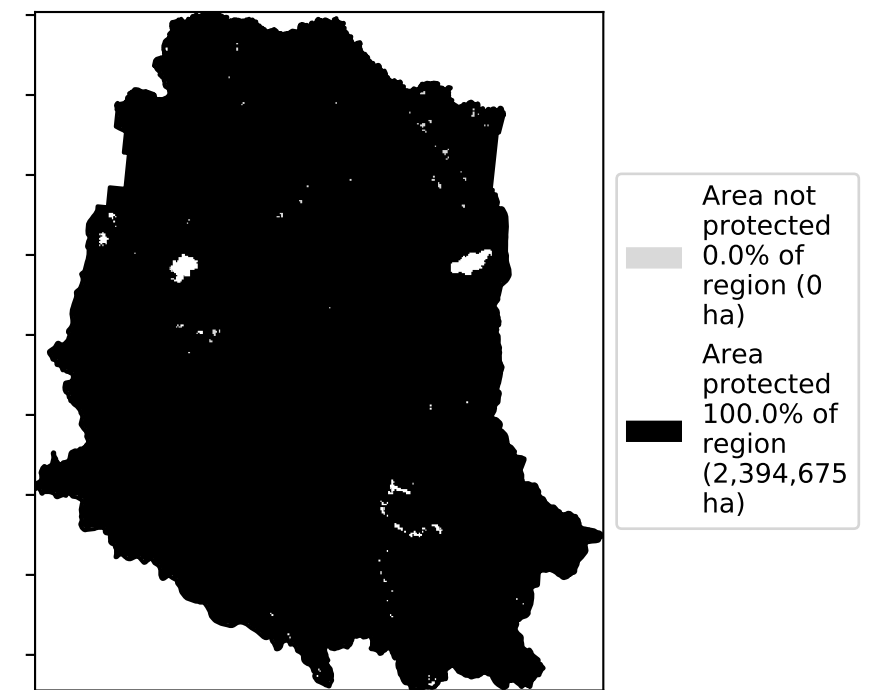 Area not
protected
0.0% of
region (0
ha)
Area
protected
100.0% of
region
(2,394,675
ha)